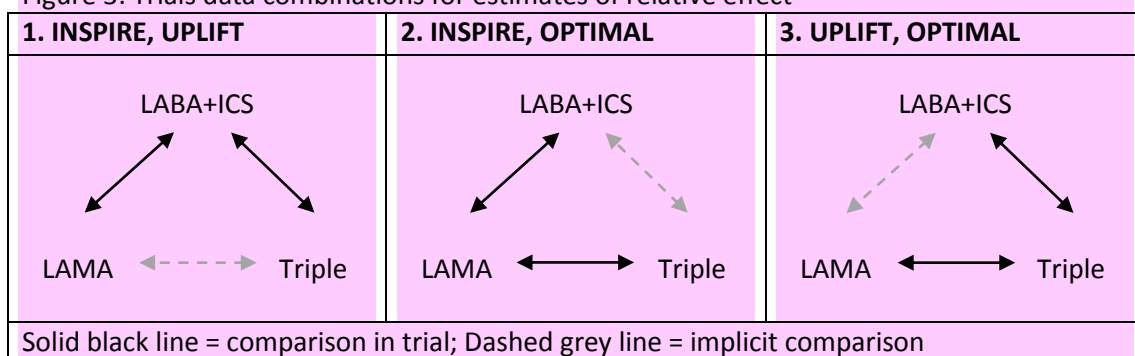 Figure 3: Trials data combinations for estimates of relative effect
1. INSPIRE, UPLIFT 2. INSPIRE, OPTIMAL 3. UPLIFT, OPTIMAL
LABA+ICS LABA+ICS LABA+ICS
LAMA Triple LAMA Triple LAMA Triple
Solid black line = comparison in trial; Dashed grey line = implicit comparison